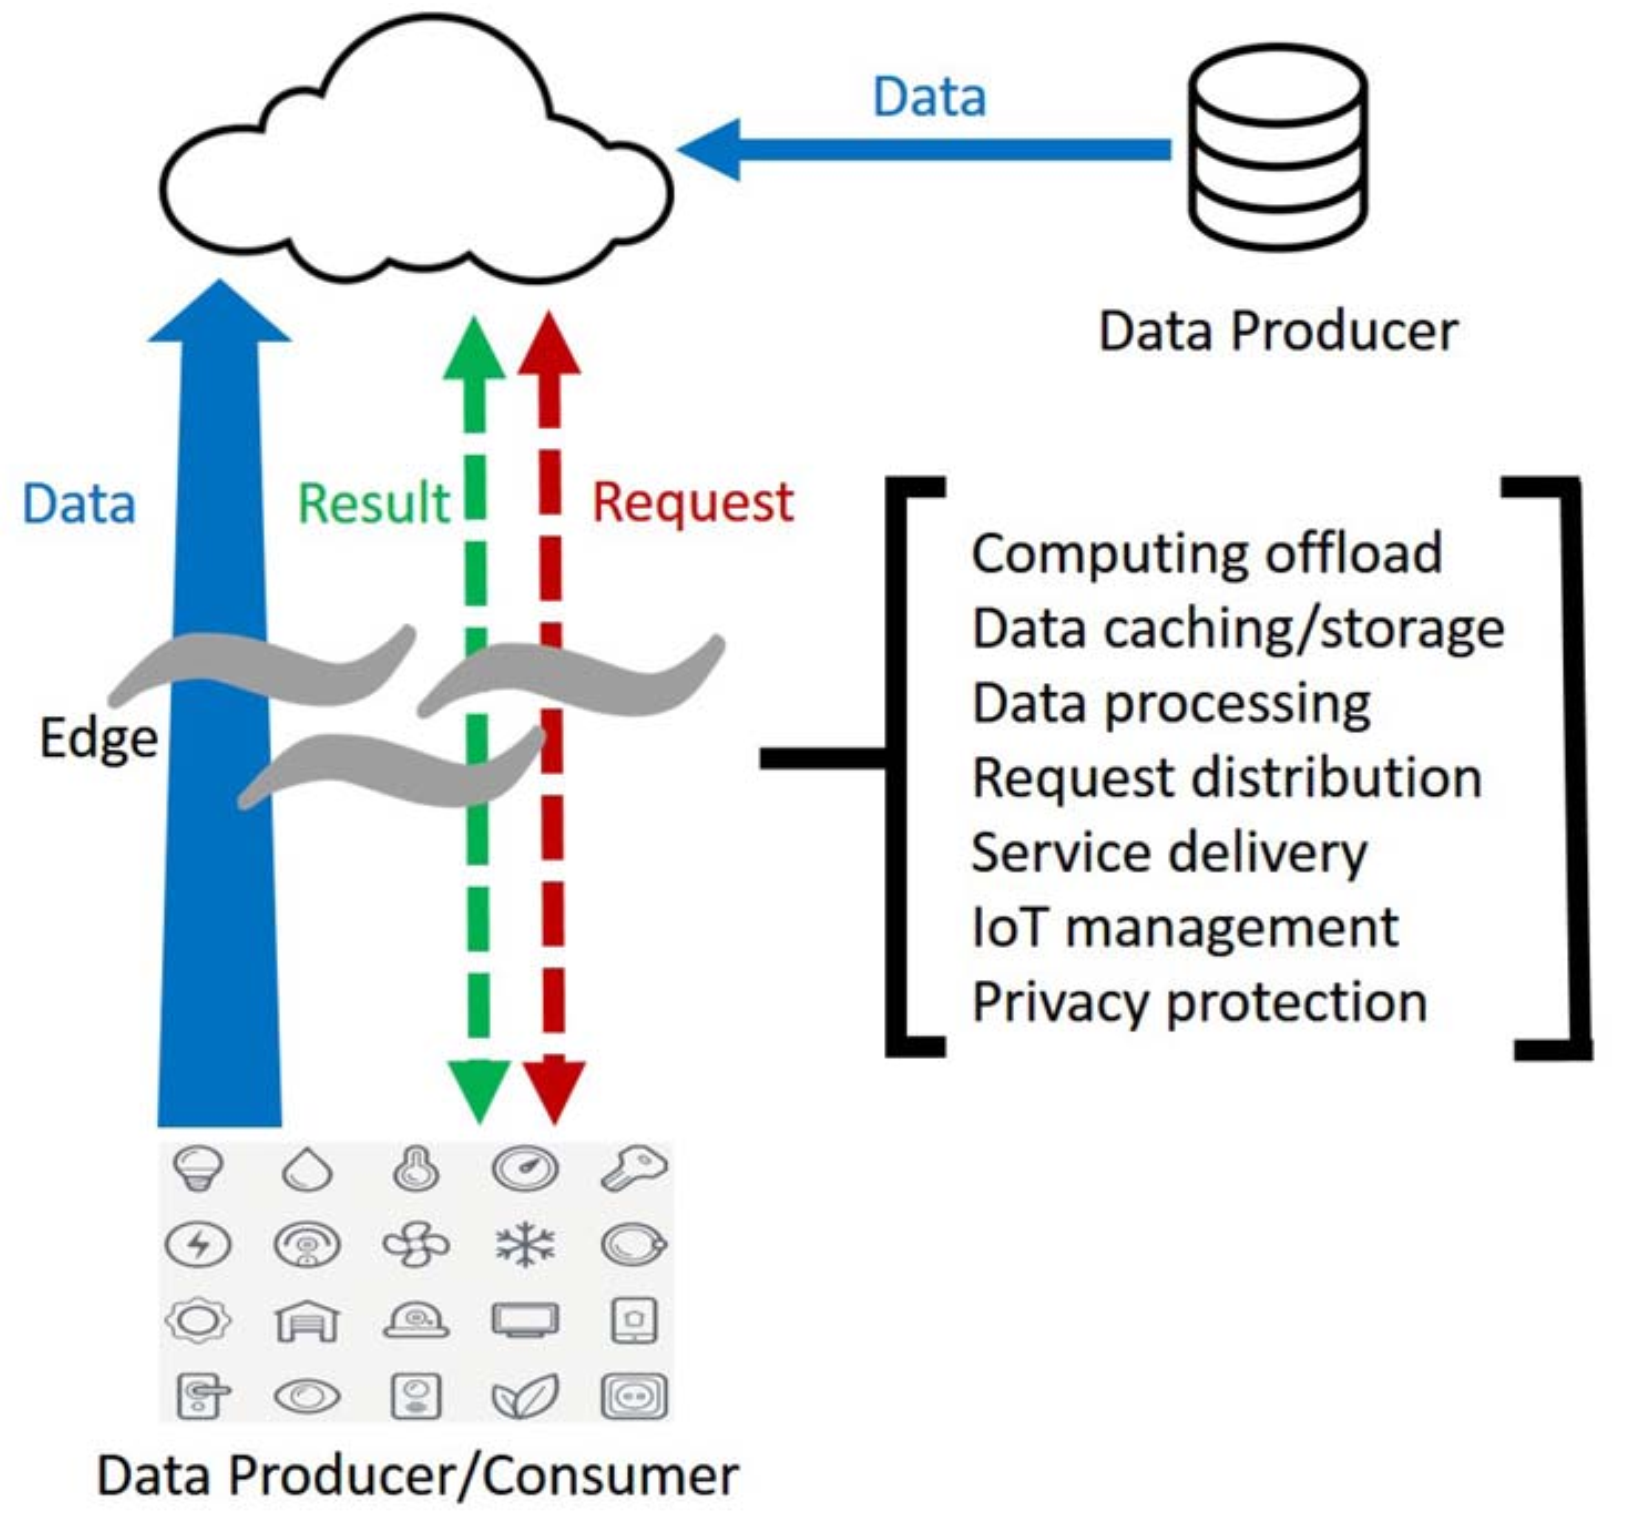 Data
Data Producer
Data
Result
Request
Edge
Computing offload
Data caching/storage
Data processing
Request distribution
Service delivery
IoT management
Privacy protection
Data Producer/Consumer